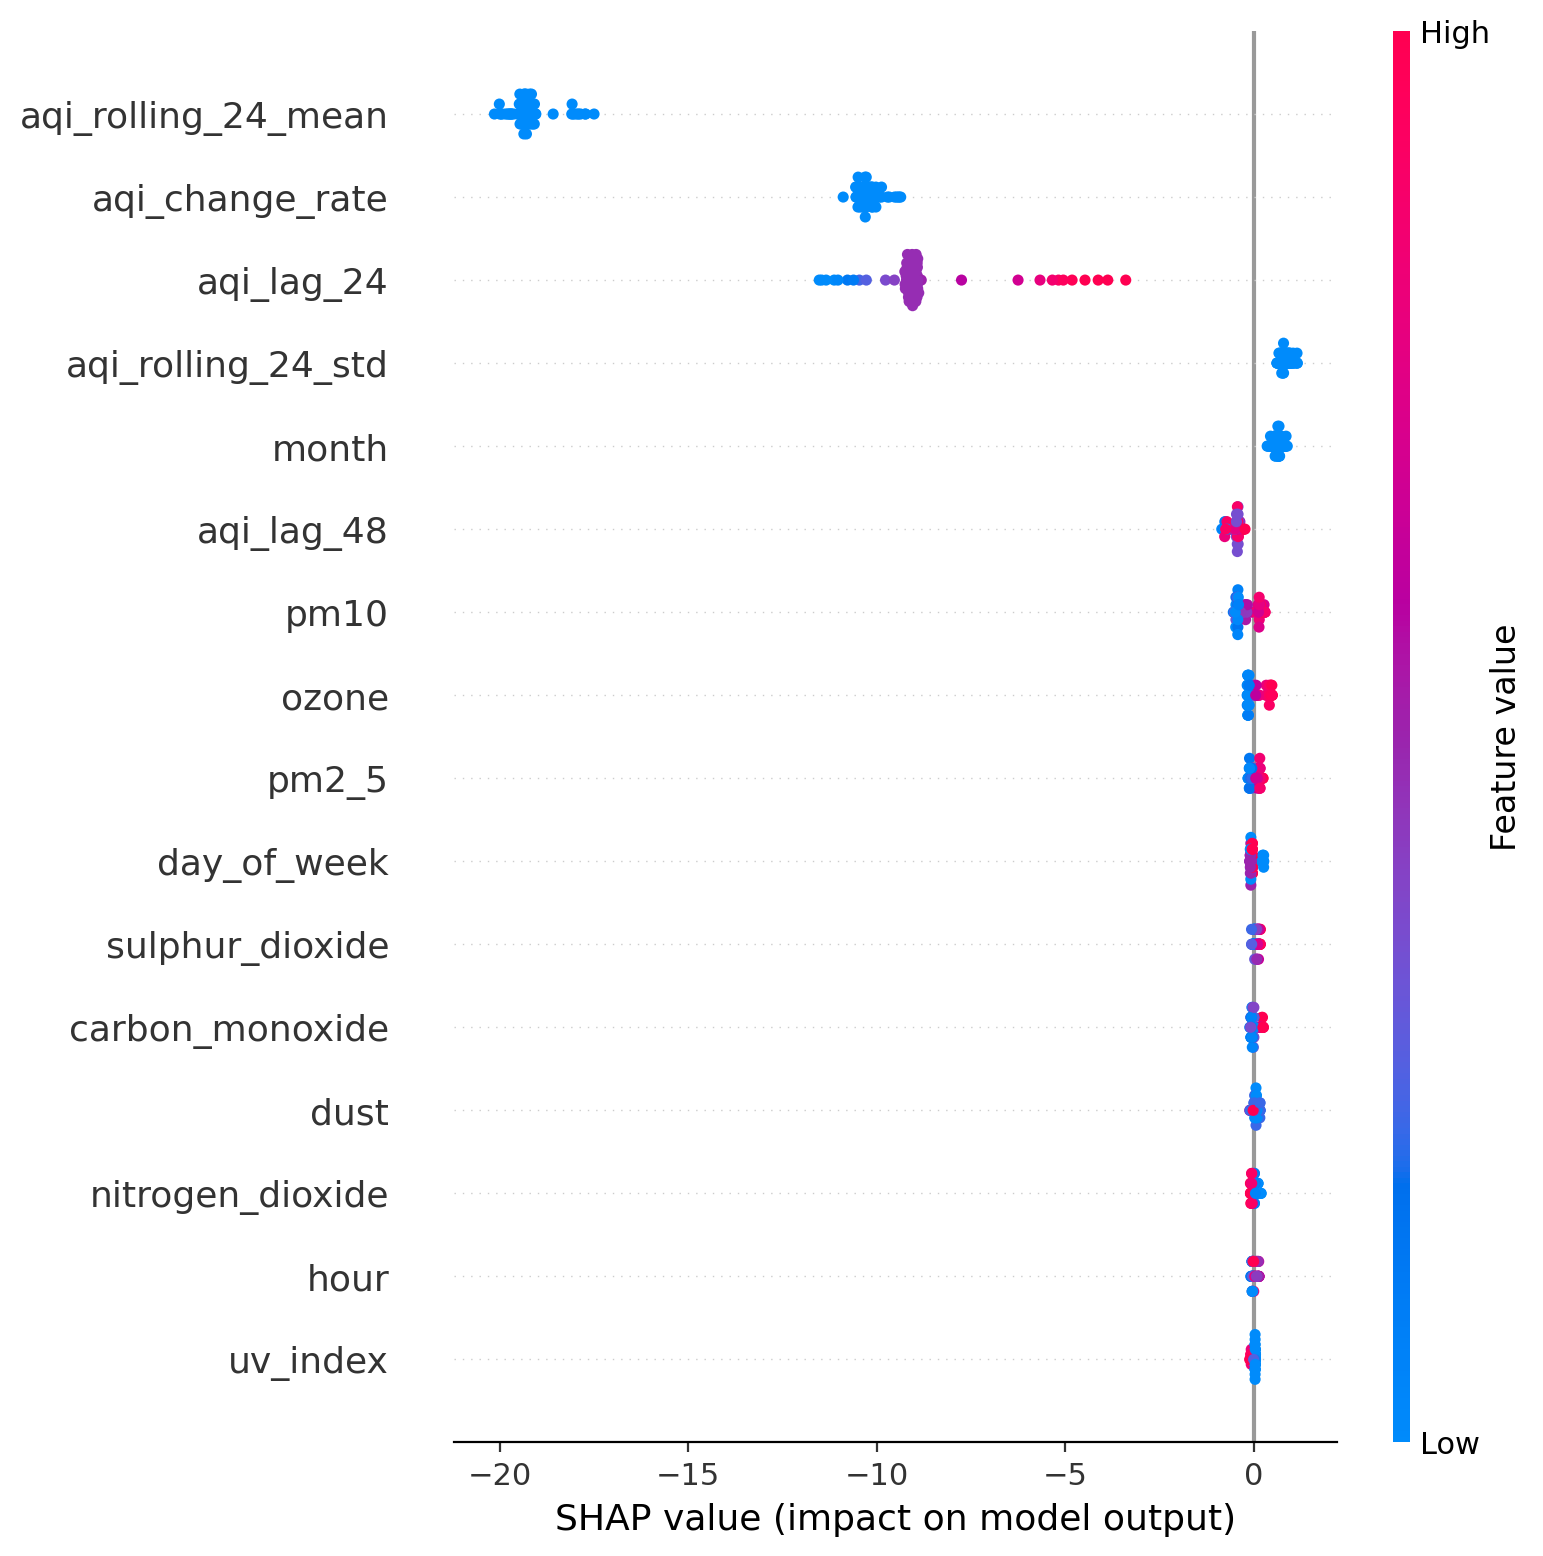 High
aqi_rolling_24_mean
aqi_change_rate
aqi_lag_24
aqi_rolling_24_std
month
aqi_lag_48
pm10
ozone
pm2_5
day_of_week
sulphur_dioxide
carbon_monoxide
dust
nitrogen_dioxide
hour
uv_index
Feature value
Low
−20 −15 −10 −5 0
SHAP value (impact on model output)